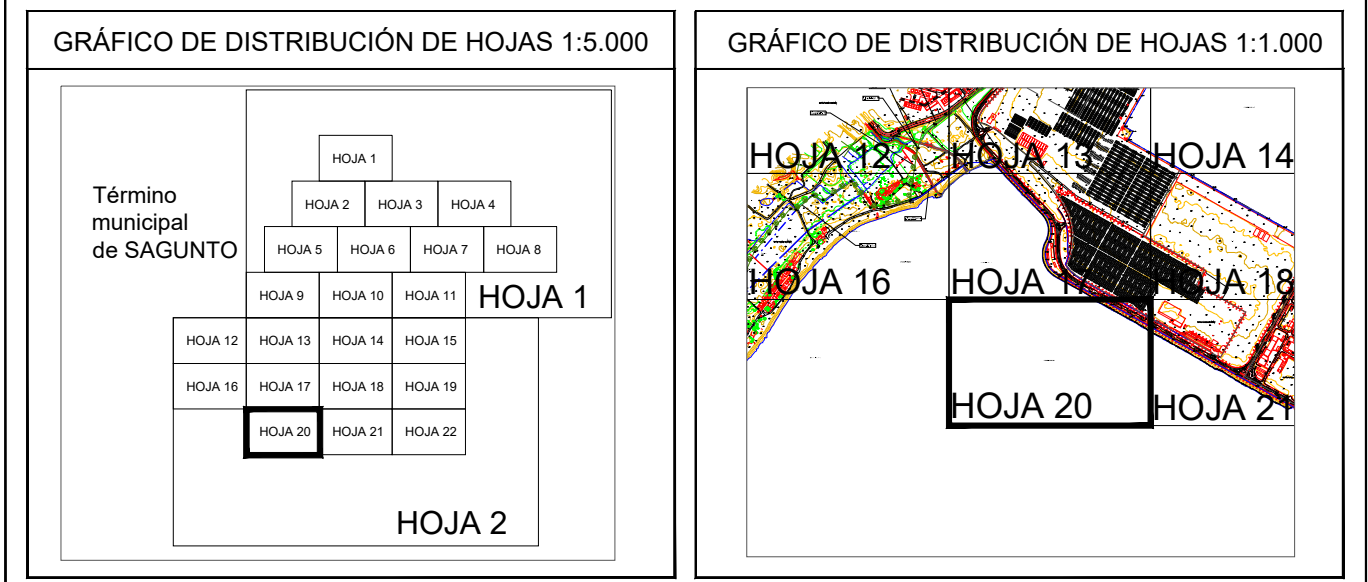 GRÁFICO DE DISTRIBUCIÓN DE HOJAS 1:5.000
HOJA 1
Término
municipal
de SAGUNTO
HOJA 2 HOJA 3 HOJA 4
HOJA 5 HOJA 6 HOJA 7 HOJA 8
HOJA 9 HOJA 10 HOJA 11 HOJA 1
HOJA 12 HOJA 13 HOJA 14 HOJA 15
HOJA 16 HOJA 17 HOJA 18 HOJA 19
HOJA 20 HOJA 21 HOJA 22
HOJA 2
GRÁFICO DE DISTRIBUCIÓN DE HOJAS 1:1.000
HOJA 12 HOJA 13 HOJA 14
HOJA 16 HOJA 17 HOJA 18
HOJA 20 HOJA 21